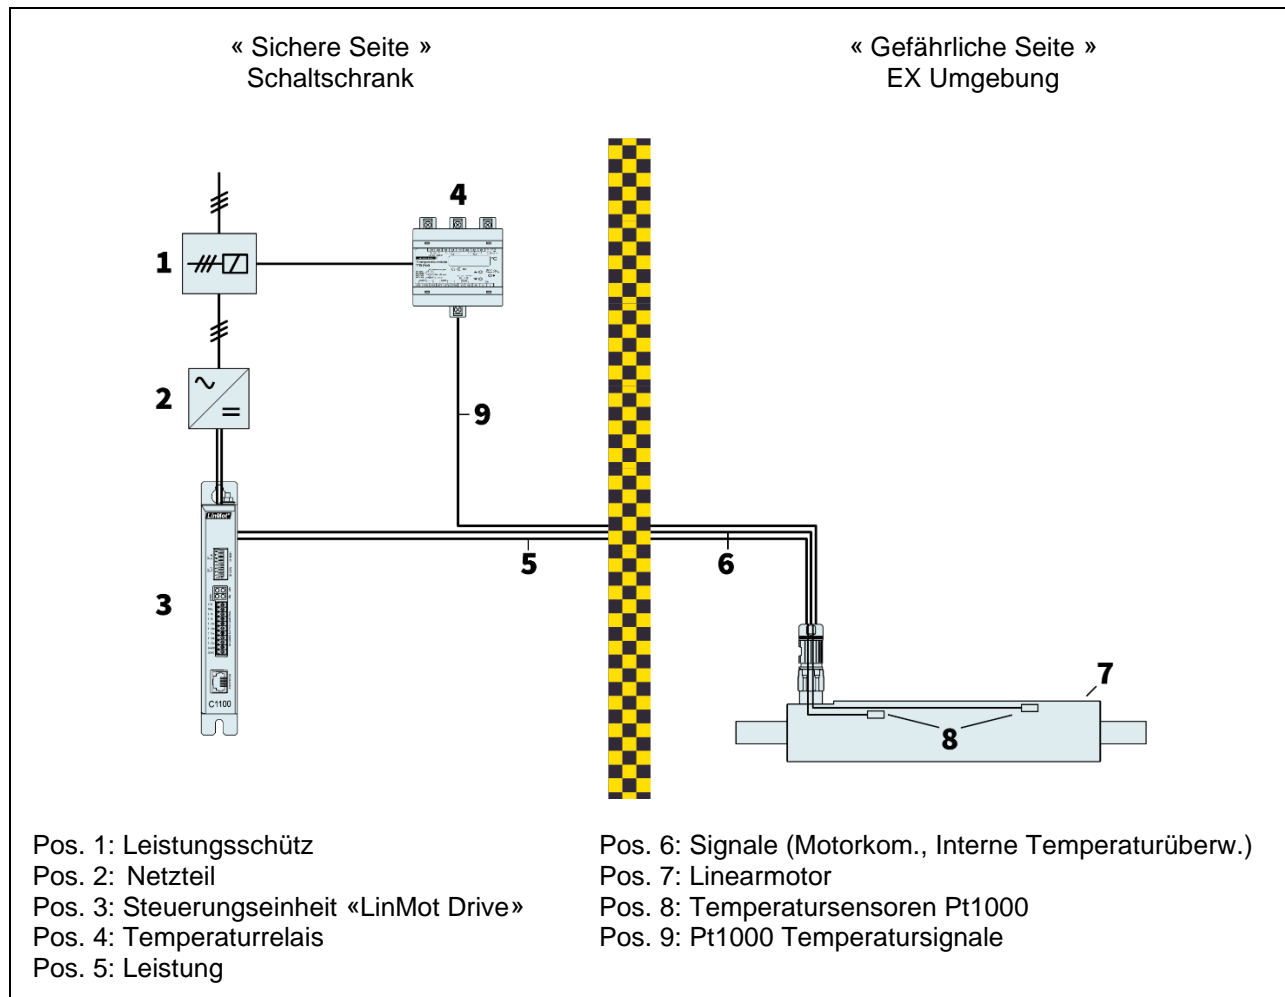 « Sichere Seite »
Schaltschrank
« Gefährliche Seite »
EX Umgebung
4
1
2
9
LinMot
5
6
3
7
C1100
8
Pos. 1: Leistungsschütz
Pos. 2: Netzteil
Pos. 3: Steuerungseinheit «LinMot Drive»
Pos. 4: Temperaturrelais
Pos. 5: Leistung
Pos. 6: Signale (Motorkom., Interne Temperaturüberw.)
Pos. 7: Linearmotor
Pos. 8: Temperatursensoren Pt1000
Pos. 9: Pt1000 Temperatursignale